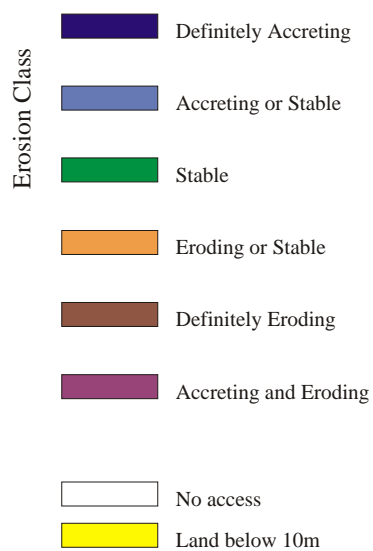 Erosion Class
Definitely Accreting
Accreting or Stable
Stable
Eroding or Stable
Definitely Eroding
Accreting and Eroding
No access
Land below 10m